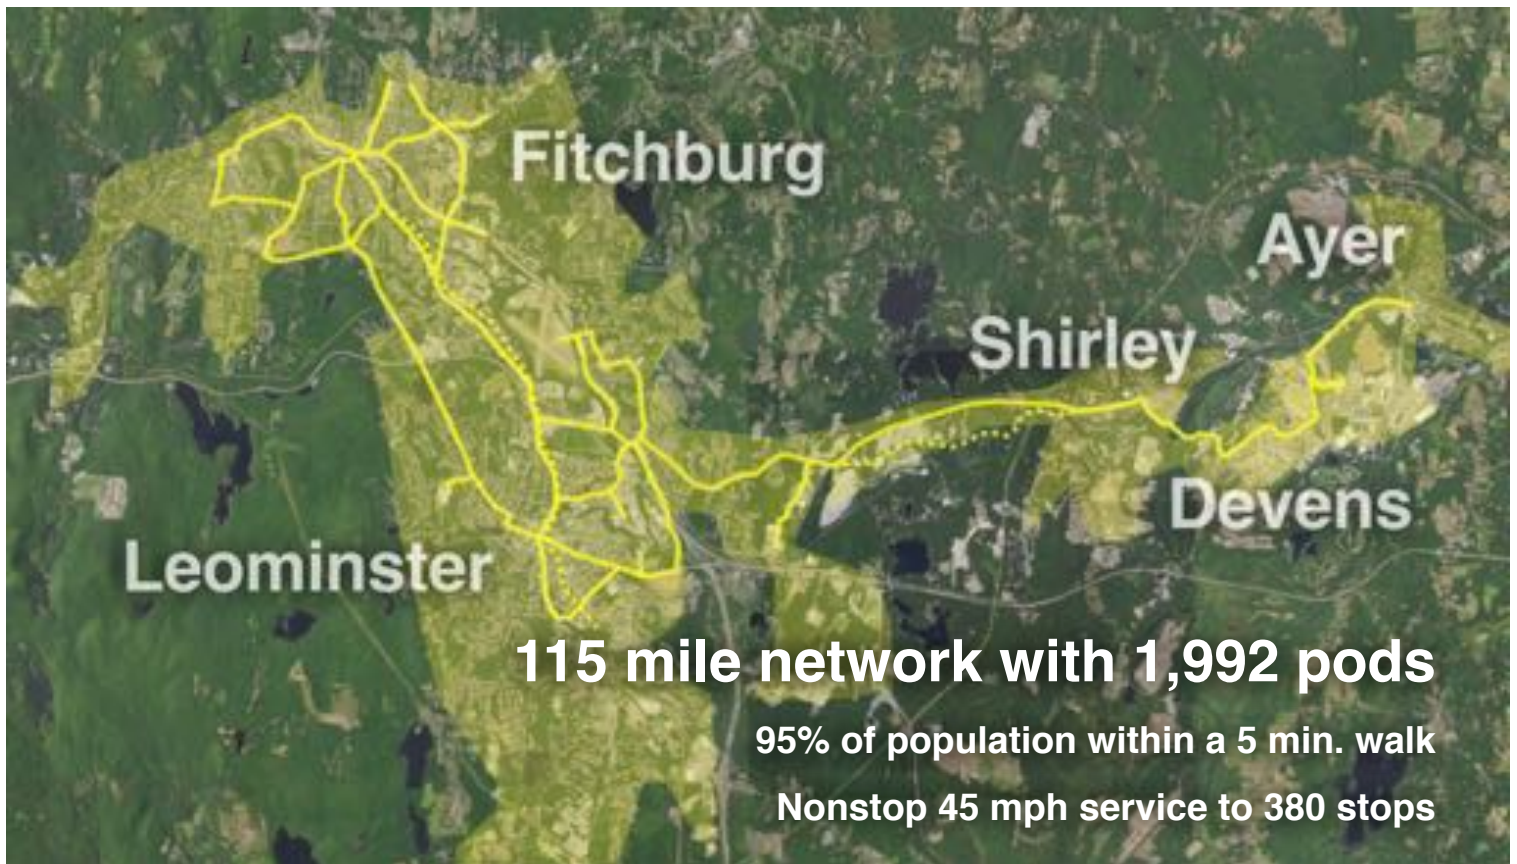 Fitchburg
Ayer
Shirley
Devens
Leominster
115 mile network with 1,992 pods
95% of population within a 5 min. walk
Nonstop 45 mph service to 380 stops